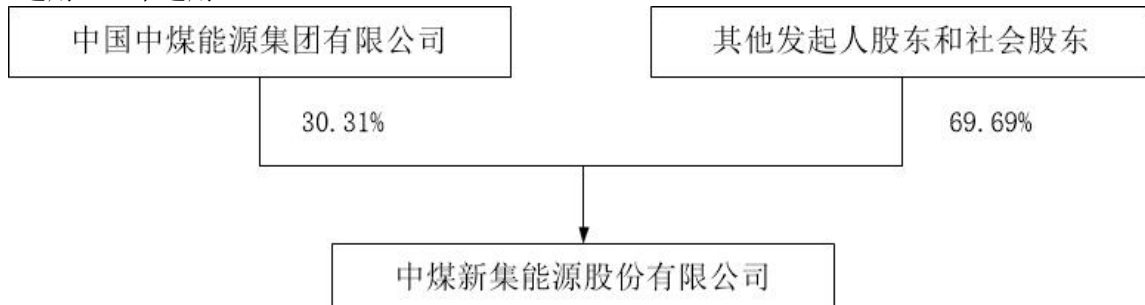 中国中煤能源集团有限公司
其他发起人股东和社会股东
30.31%
69.69%
中煤新集能源股份有限公司